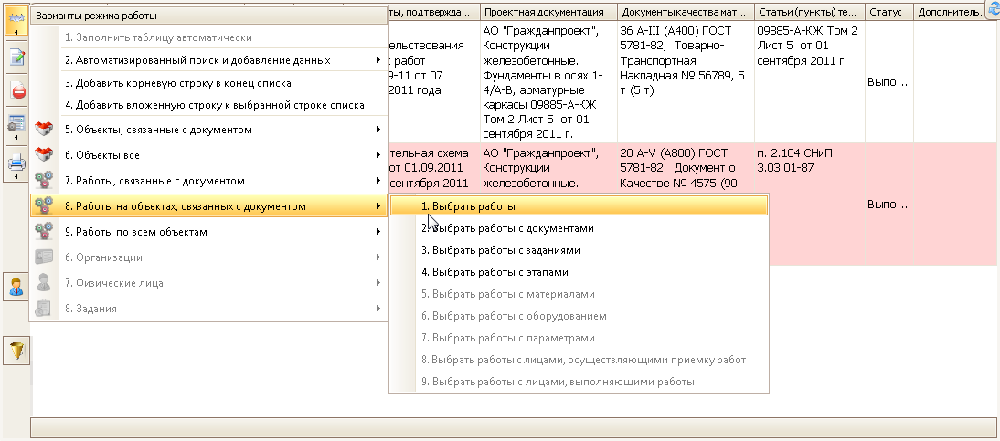 Варианты режима работы
1. Заполнить таблицу автоматически
2. Автоматизированный поиск и добавление данных
3. Добавить корневую строку в конец списка
4. Добавить вложенную строку к выбранной строке списка
5. Объекты, связанные с документом
6. Объекты все
7. Работы, связанные с документом
8. Работы на объектах, связанных с документом
9. Работы по всем объектам
6. Организации
7. Физические лица
8. Задания
1. Выбрать работы
2. Выбрать работы с документами
3. Выбрать работы с заданиями
4. Выбрать работы с этапами
5. Выбрать работы с материалами
6. Выбрать работы с оборудованием
7. Выбрать работы с параметрами
8. Выбрать работы с лицами, осуществляющими приемку работ
9. Выбрать работы с лицами, выполняющими работы
ты, подтвержда...
Проектная документация
Документы качества мат...
Статьи (пункты) те...
Статус
Дополнитель...
ельствования
работ
9-11 от 07
2011 года
АО "Гражданпроект",
Конструкции
железобетонные.
Фундаменты в осях 1-
4/А-В, арматурные
каркасы 09885-А-КЖ
Том 2 Лист 5 от 01
сентября 2011 г.
36 А-III (А400) ГОСТ
5781-82, Товарно-
Транспортная
Накладная № 56789, 5
т (5 т)
09885-А-КЖ Том 2
Лист 5 от 01
сентября 2011 г.
Выпо...
тельная схема
от 01.09.2011
сентября 2011
АО "Гражданпроект",
Конструкции
железобетонные.
20 А-V (А800) ГОСТ
5781-82, Документ о
Качестве № 4575 (90
п. 2.104 СНиП
3.03.01-87
Выпо...